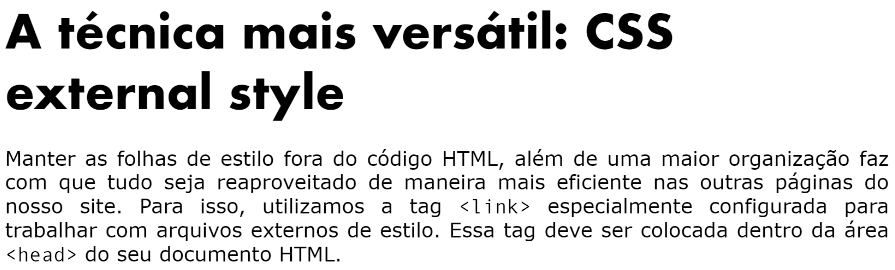 A técnica mais versátil: CSS
external style
Manter as folhas de estilo fora do código HTML, além de uma maior organização faz
com que tudo seja reaproveitado de maneira mais eficiente nas outras páginas do
nosso site. Para isso, utilizamos a tag <link> especialmente configurada para
trabalhar com arquivos externos de estilo. Essa tag deve ser colocada dentro da área
<head> do seu documento HTML.